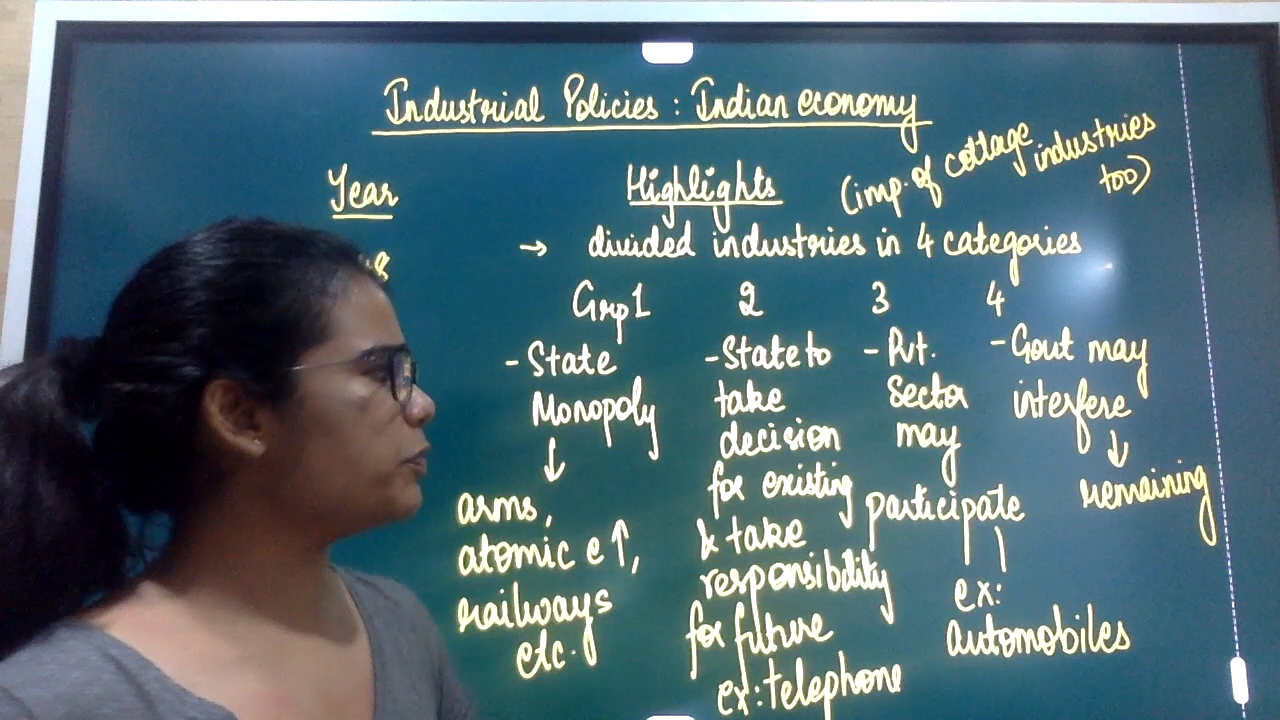 Industrial Policies : Indian economy
Year
Highlights
(imp. of cottage industries too)
→ divided industries in 4 categories
Grp 1
- State
Monopoly
↓
arms,
atomic e↑,
railways
etc.
2
- State to
take
decision
for existing
& take
responsibility
for future
ex: telephone
3
- Pvt.
Sector
may
participate
ex:
automobiles
4
- Govt may
interfere
↓
remaining